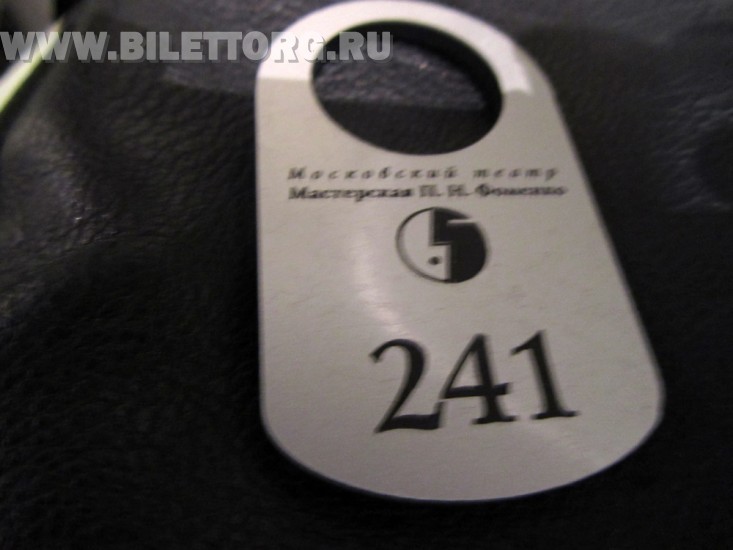 WWW.BILETTORG.RU
Московский театр
Мастерская П. Н. Фоменко
241